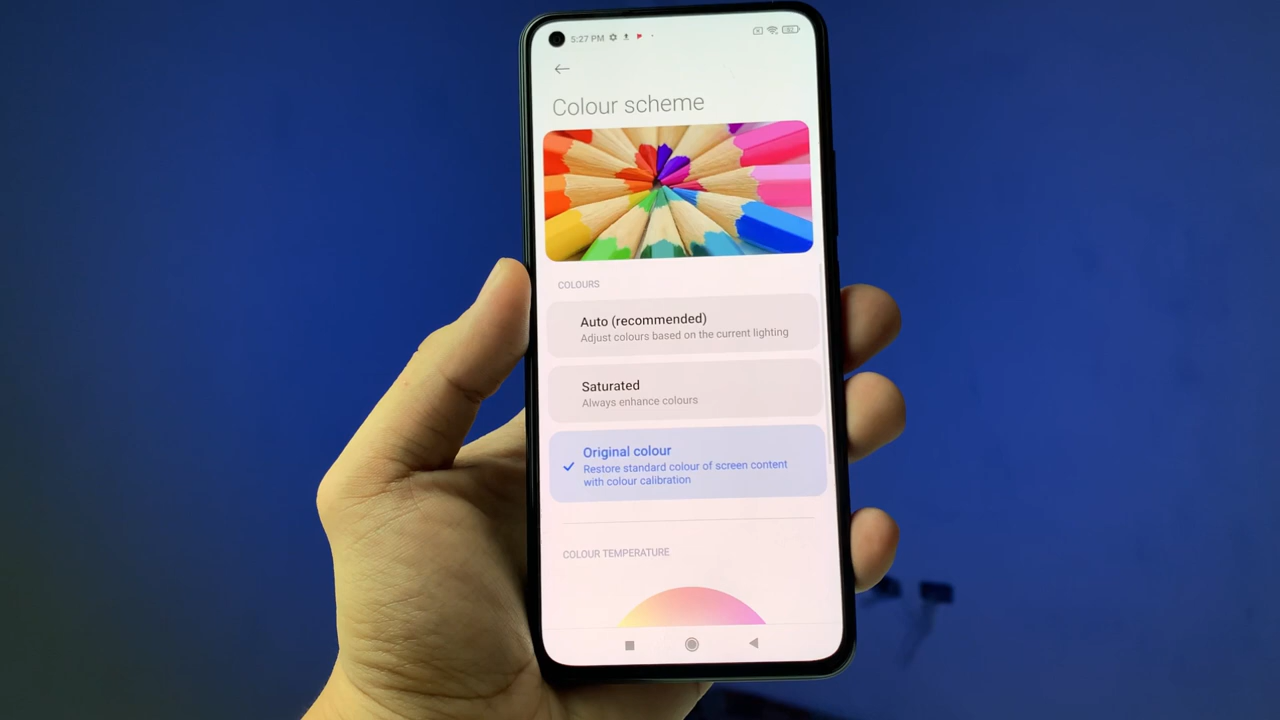 5:27 PM
Colour scheme
COLOURS
Auto (recommended)
Adjust colours based on the current lighting
Saturated
Always enhance colours
Original colour
Restore standard colour of screen content
with colour calibration
COLOUR TEMPERATURE